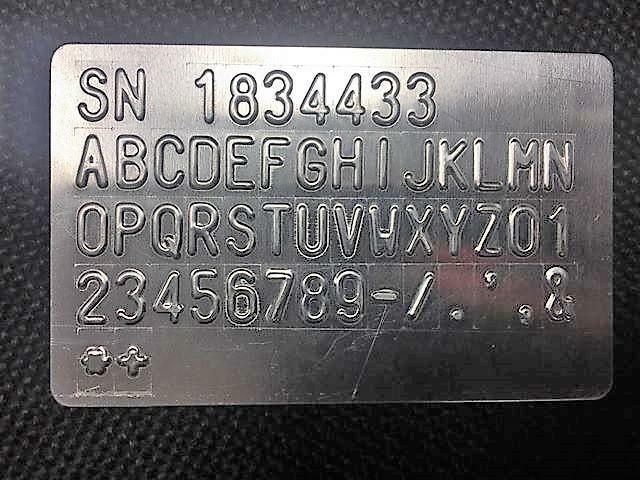 SN 1834433
ABCDEFGHIJKLMN
OPQRSTUVWXYZ01
23456789-/.',&
*+